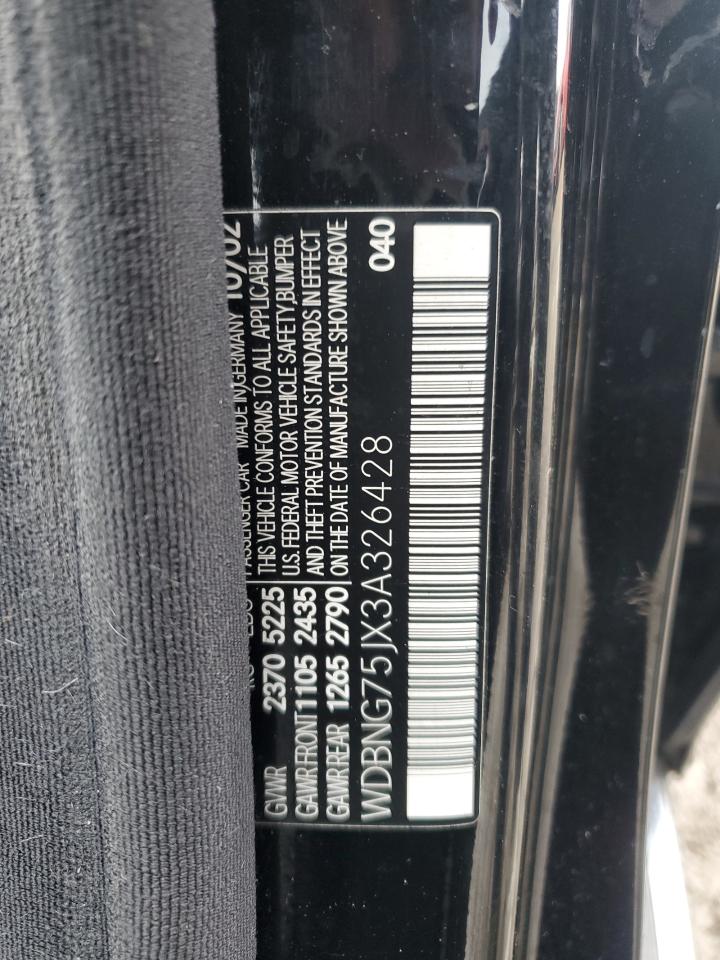 PASSENGER CAR MADE IN GERMANY 10/02
GVWR 2370 5225 THIS VEHICLE CONFORMS TO ALL APPLICABLE
GAWR FRONT 1105 2435 U.S. FEDERAL MOTOR VEHICLE SAFETY, BUMPER
GAWR REAR 1265 2790 AND THEFT PREVENTION STANDARDS IN EFFECT
ON THE DATE OF MANUFACTURE SHOWN ABOVE
WDBNG75JX3A326428 040